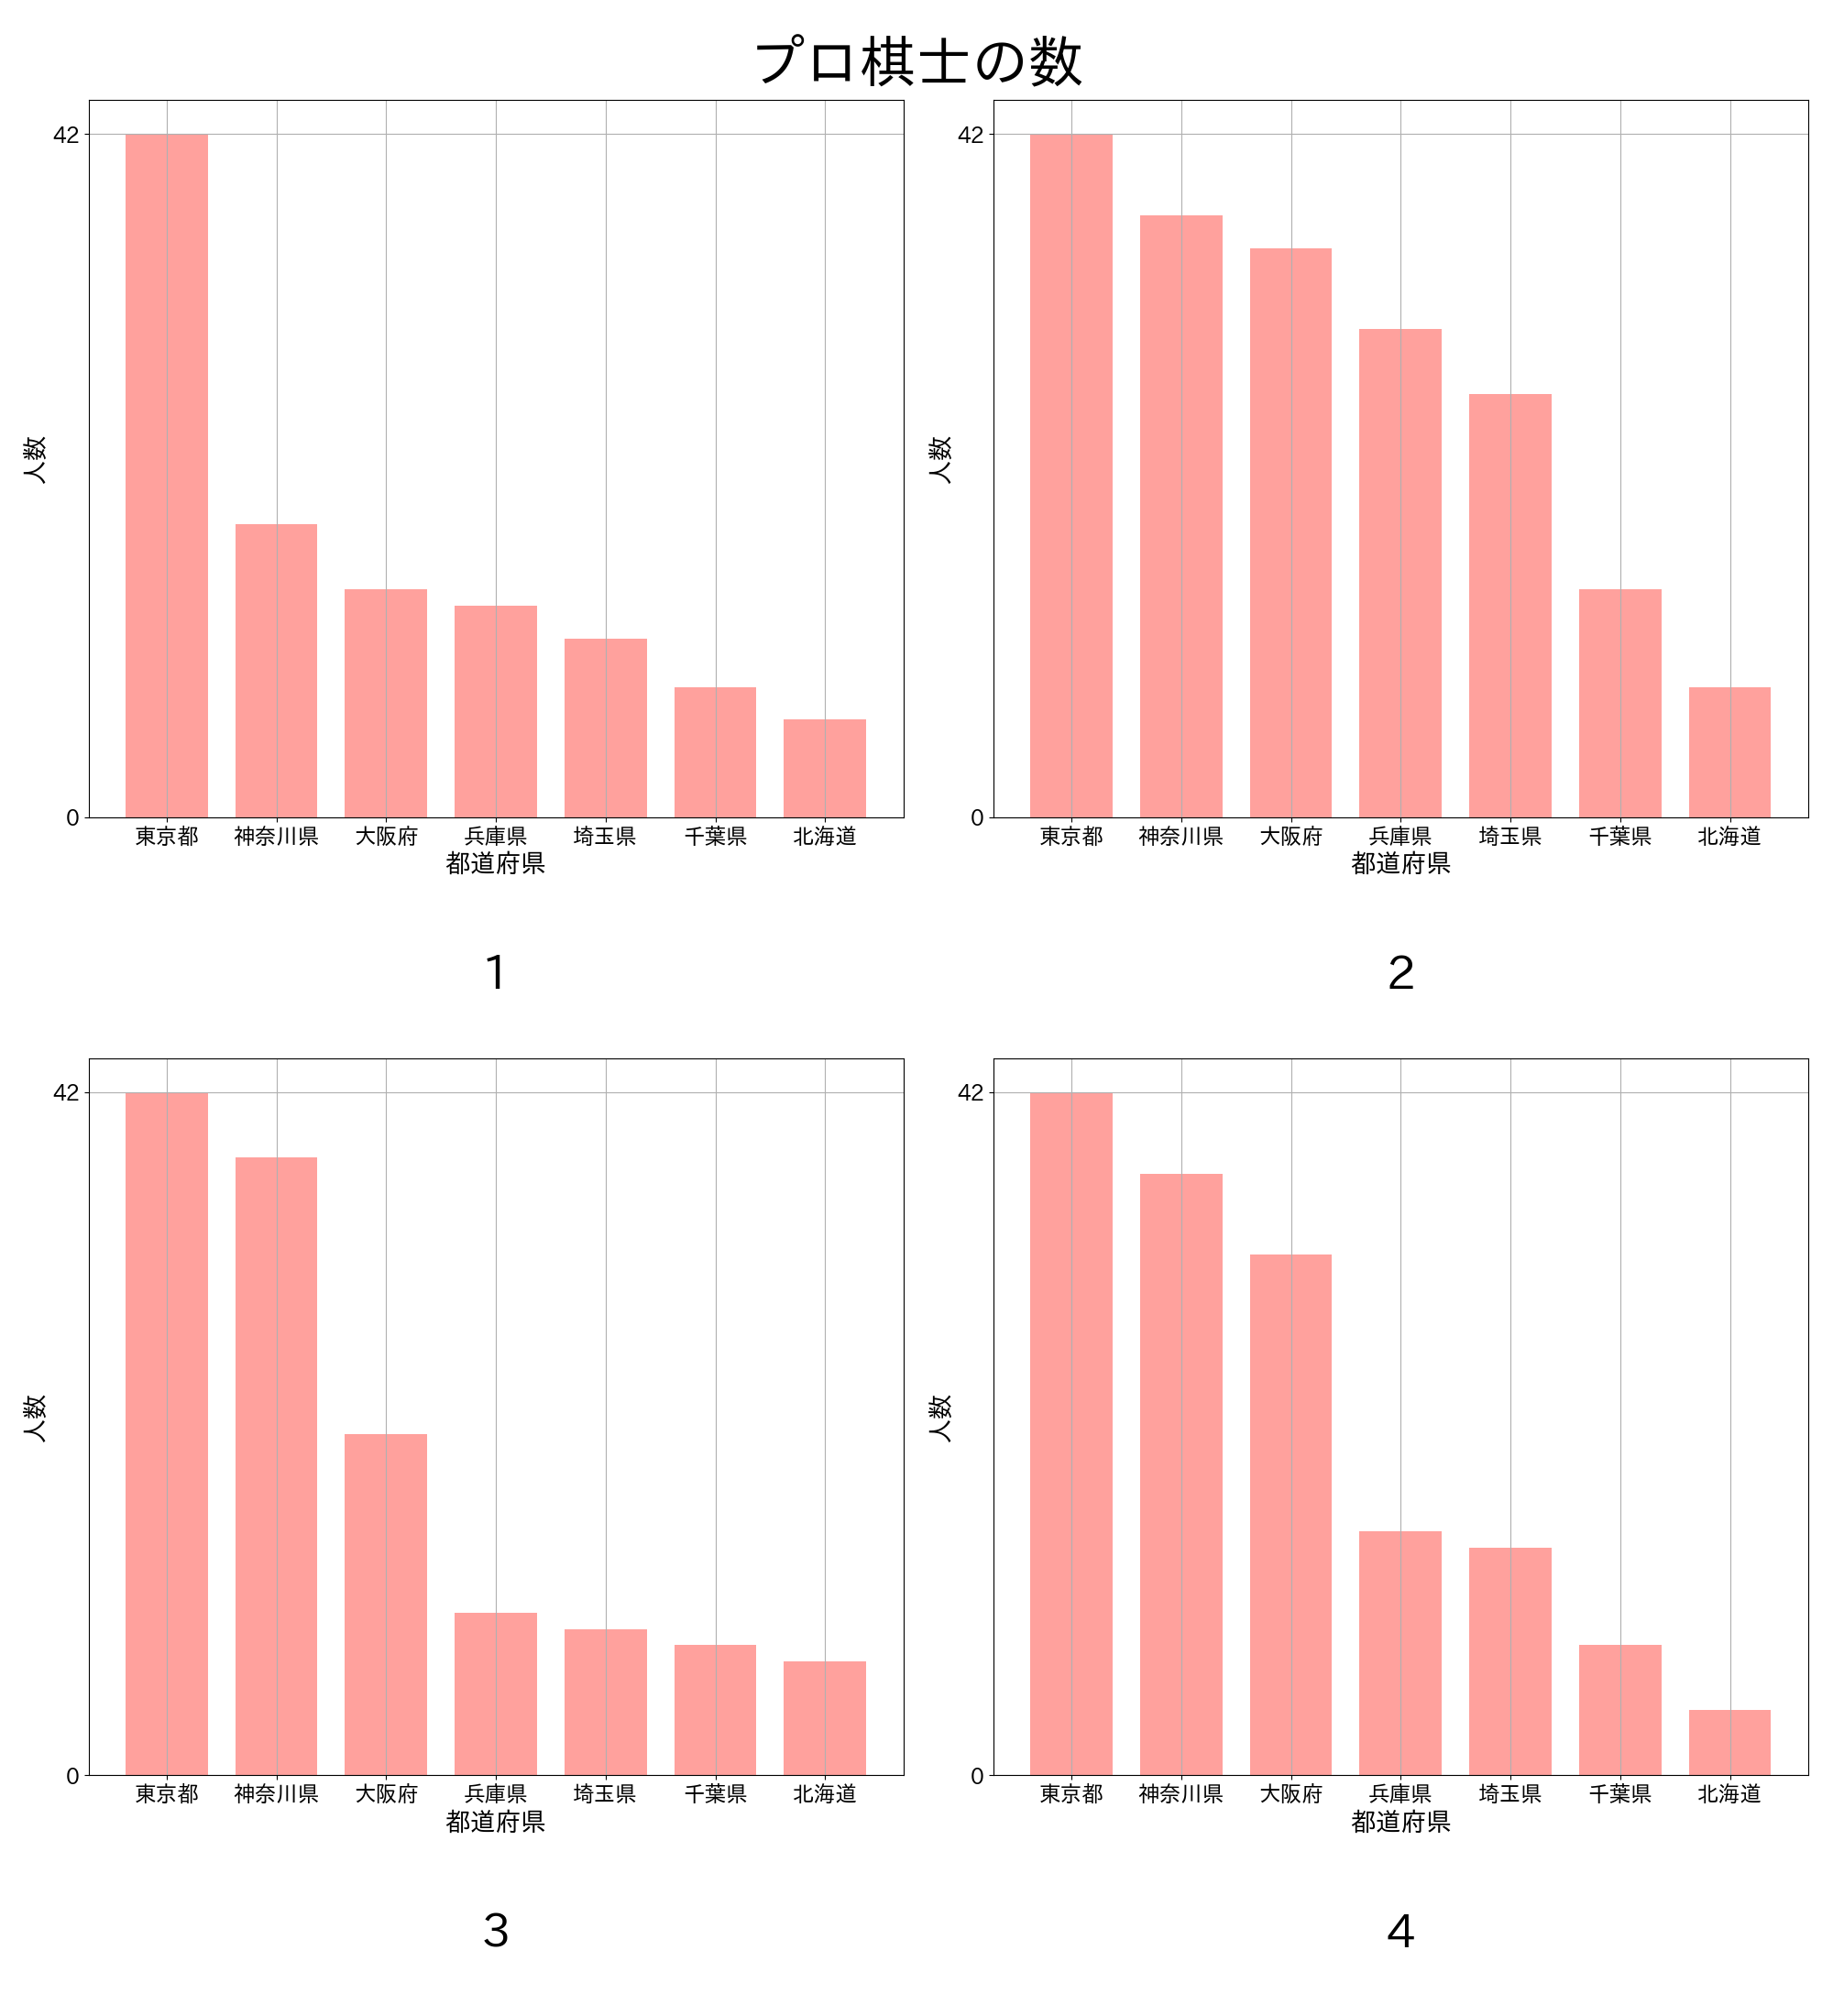 プロ棋士の数
42
0
人数
東京都 神奈川県 大阪府 兵庫県 埼玉県 千葉県 北海道
都道府県
1
42
0
人数
東京都 神奈川県 大阪府 兵庫県 埼玉県 千葉県 北海道
都道府県
2
42
0
人数
東京都 神奈川県 大阪府 兵庫県 埼玉県 千葉県 北海道
都道府県
3
42
0
人数
東京都 神奈川県 大阪府 兵庫県 埼玉県 千葉県 北海道
都道府県
4